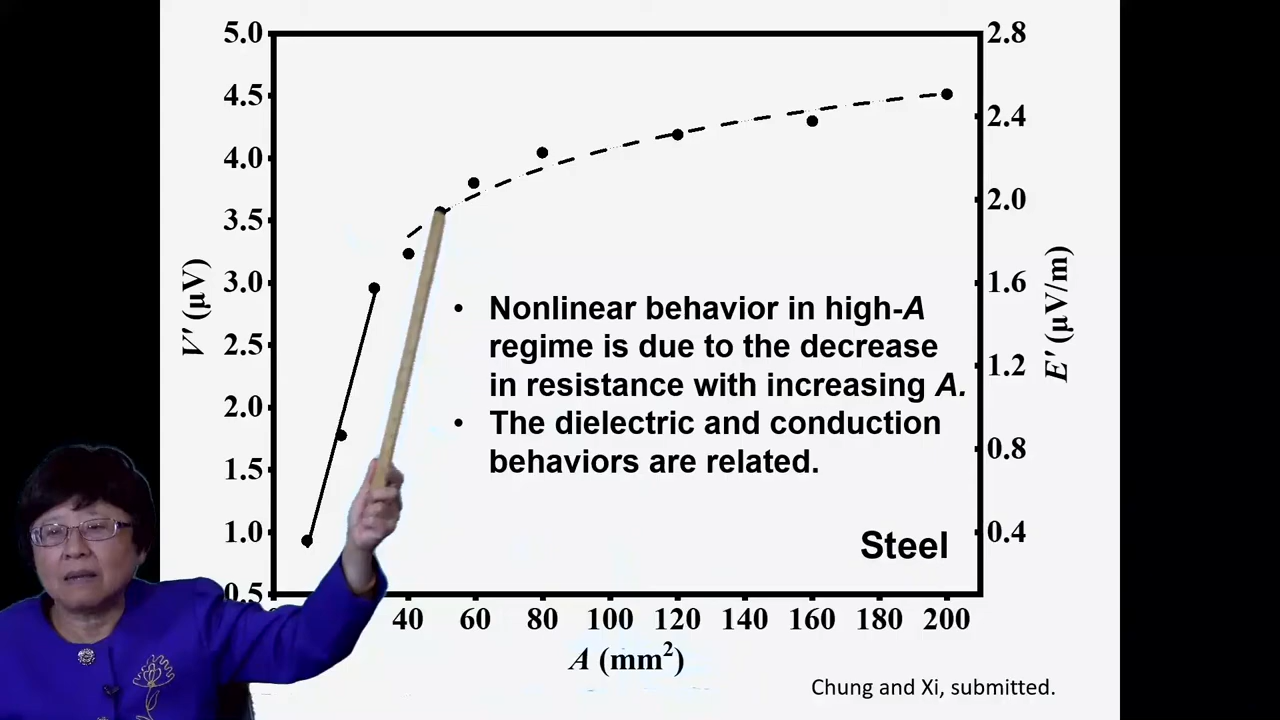 5.0
4.5
4.0
3.5
3.0
2.5
2.0
1.5
1.0
0.5
V′ (μV)
2.8
2.4
2.0
1.6
1.2
0.8
0.4
E′ (μV/m)
• Nonlinear behavior in high-A
regime is due to the decrease
in resistance with increasing A.
• The dielectric and conduction
behaviors are related.
Steel
40 60 80 100 120 140 160 180 200
A (mm²)
Chung and Xi, submitted.